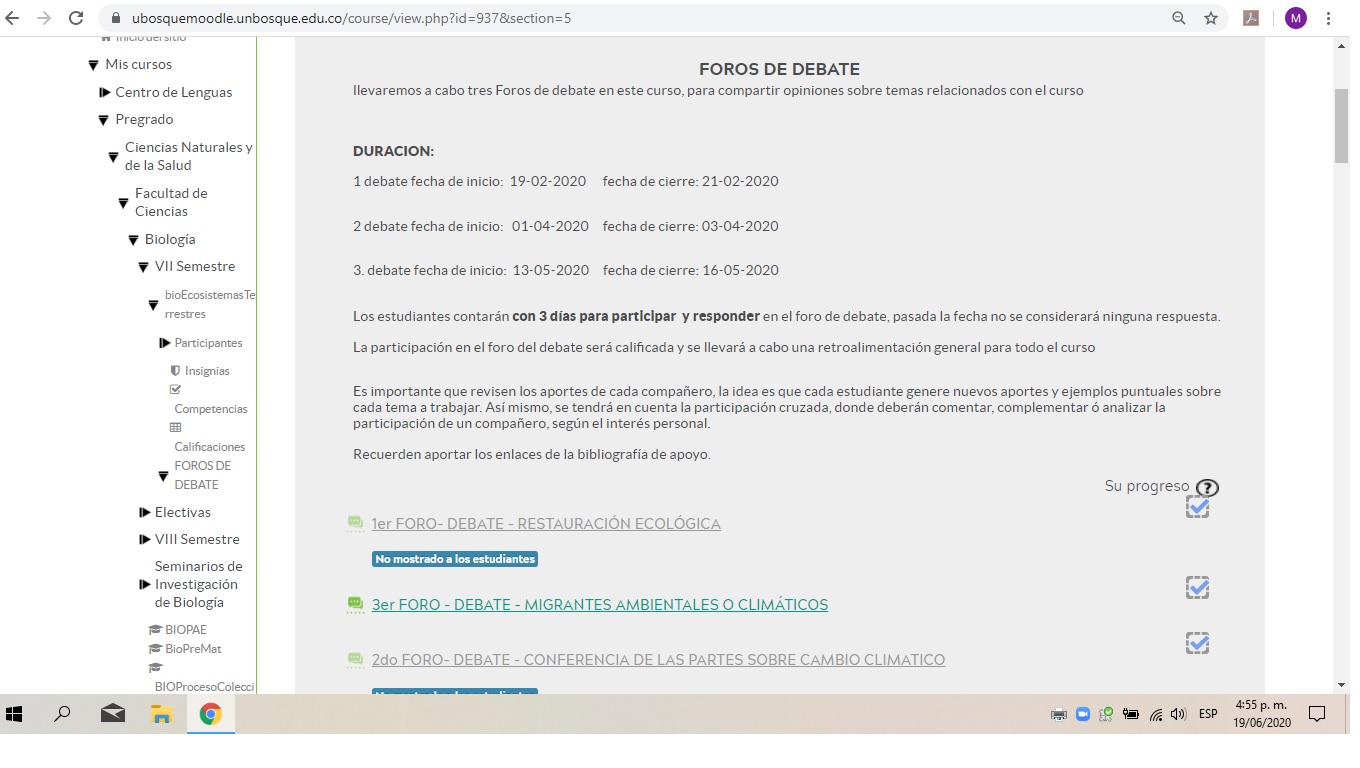 ubosquemoodle.unbosque.edu.co/course/view.php?id=937&section=5
M
Inicio del sitio
Mis cursos
Centro de Lenguas
Pregrado
Ciencias Naturales y
de la Salud
Facultad de
Ciencias
Biología
VII Semestre
bioEcosistemasTe
rrestres
Participantes
Insignias
Competencias
Calificaciones
FOROS DE
DEBATE
Electivas
VIII Semestre
Seminarios de
Investigación
de Biología
BIOPAE
BioPreMat
BIOProcesoColecci
FOROS DE DEBATE
llevaremos a cabo tres Foros de debate en este curso, para compartir opiniones sobre temas relacionados con el curso
DURACION:
1 debate fecha de inicio: 19-02-2020 fecha de cierre: 21-02-2020
2 debate fecha de inicio: 01-04-2020 fecha de cierre: 03-04-2020
3. debate fecha de inicio: 13-05-2020 fecha de cierre: 16-05-2020
Los estudiantes contarán con 3 días para participar y responder en el foro de debate, pasada la fecha no se considerará ninguna respuesta.
La participación en el foro del debate será calificada y se llevará a cabo una retroalimentación general para todo el curso
Es importante que revisen los aportes de cada compañero, la idea es que cada estudiante genere nuevos aportes y ejemplos puntuales sobre
cada tema a trabajar. Así mismo, se tendrá en cuenta la participación cruzada, donde deberán comentar, complementar ó analizar la
participación de un compañero, según el interés personal.
Recuerden aportar los enlaces de la bibliografía de apoyo.
Su progreso ?
1er FORO- DEBATE - RESTAURACIÓN ECOLÓGICA
No mostrado a los estudiantes
3er FORO - DEBATE - MIGRANTES AMBIENTALES O CLIMÁTICOS
2do FORO- DEBATE - CONFERENCIA DE LAS PARTES SOBRE CAMBIO CLIMATICO
ESP
4:55 p. m.
19/06/2020